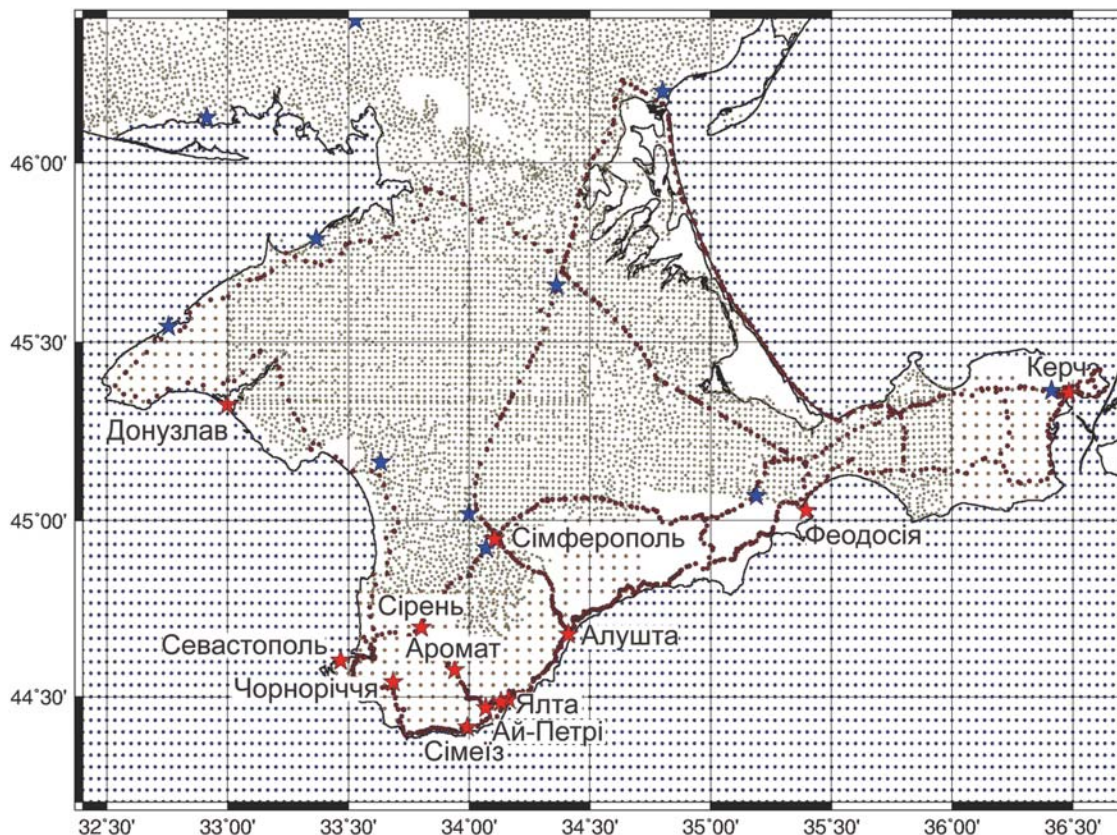 46°00'
45°30'
45°00'
44°30'
Керч
Донузлав
Сімферополь
Феодосія
Сірень
Севастополь
Аромат
Алушта
Чорноріччя
Ялта
Ай-Петрі
Сімеїз
32°30' 33°00' 33°30' 34°00' 34°30' 35°00' 35°30' 36°00' 36°30'